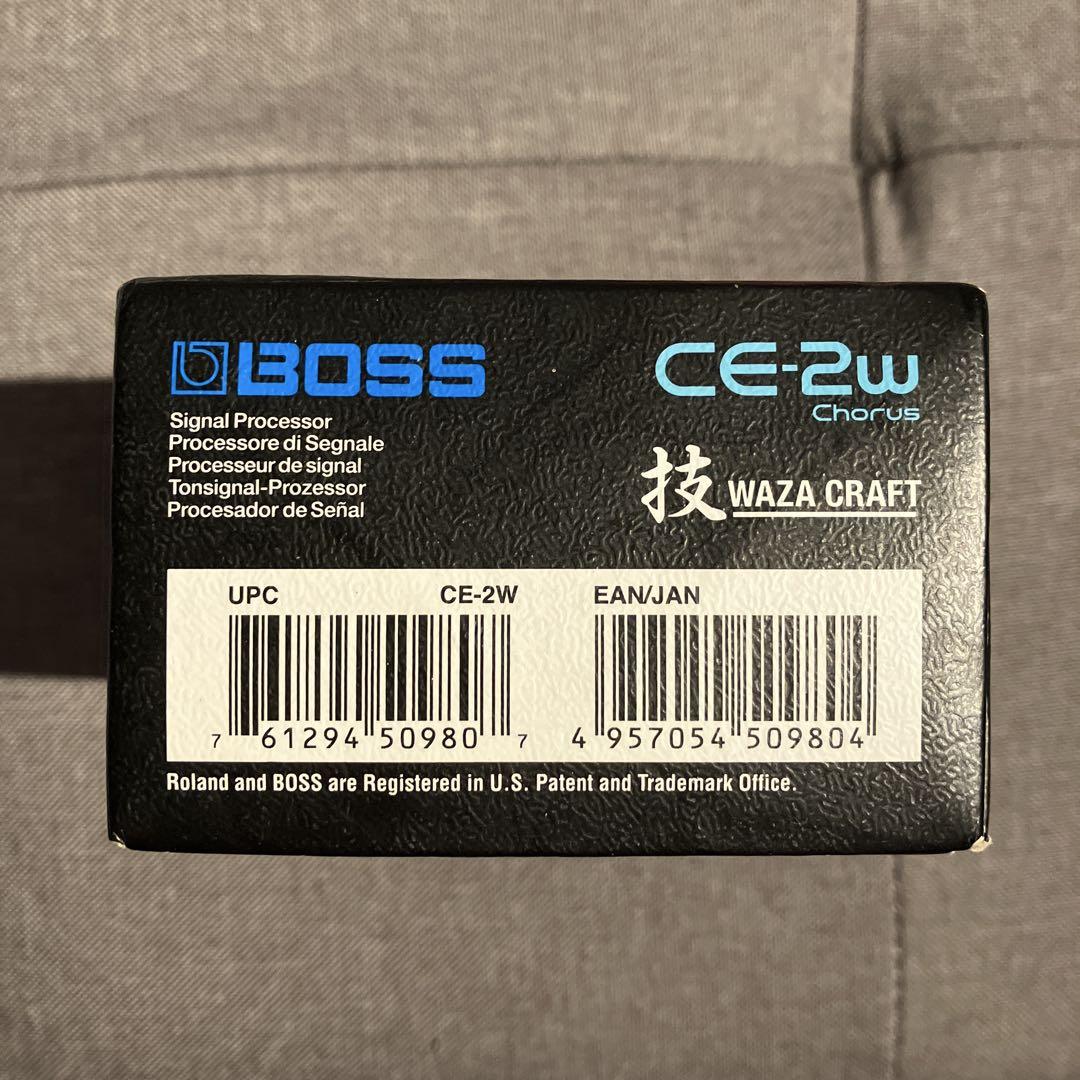 BOSS
Signal Processor
Processore di Segnale
Processeur de signal
Tonsignal-Prozessor
Procesador de Señal
CE-2w
Chorus
技 WAZA CRAFT
UPC CE-2W
7 61294 50980 7
EAN/JAN
4 957054 509804
Roland and BOSS are Registered in U.S. Patent and Trademark Office.